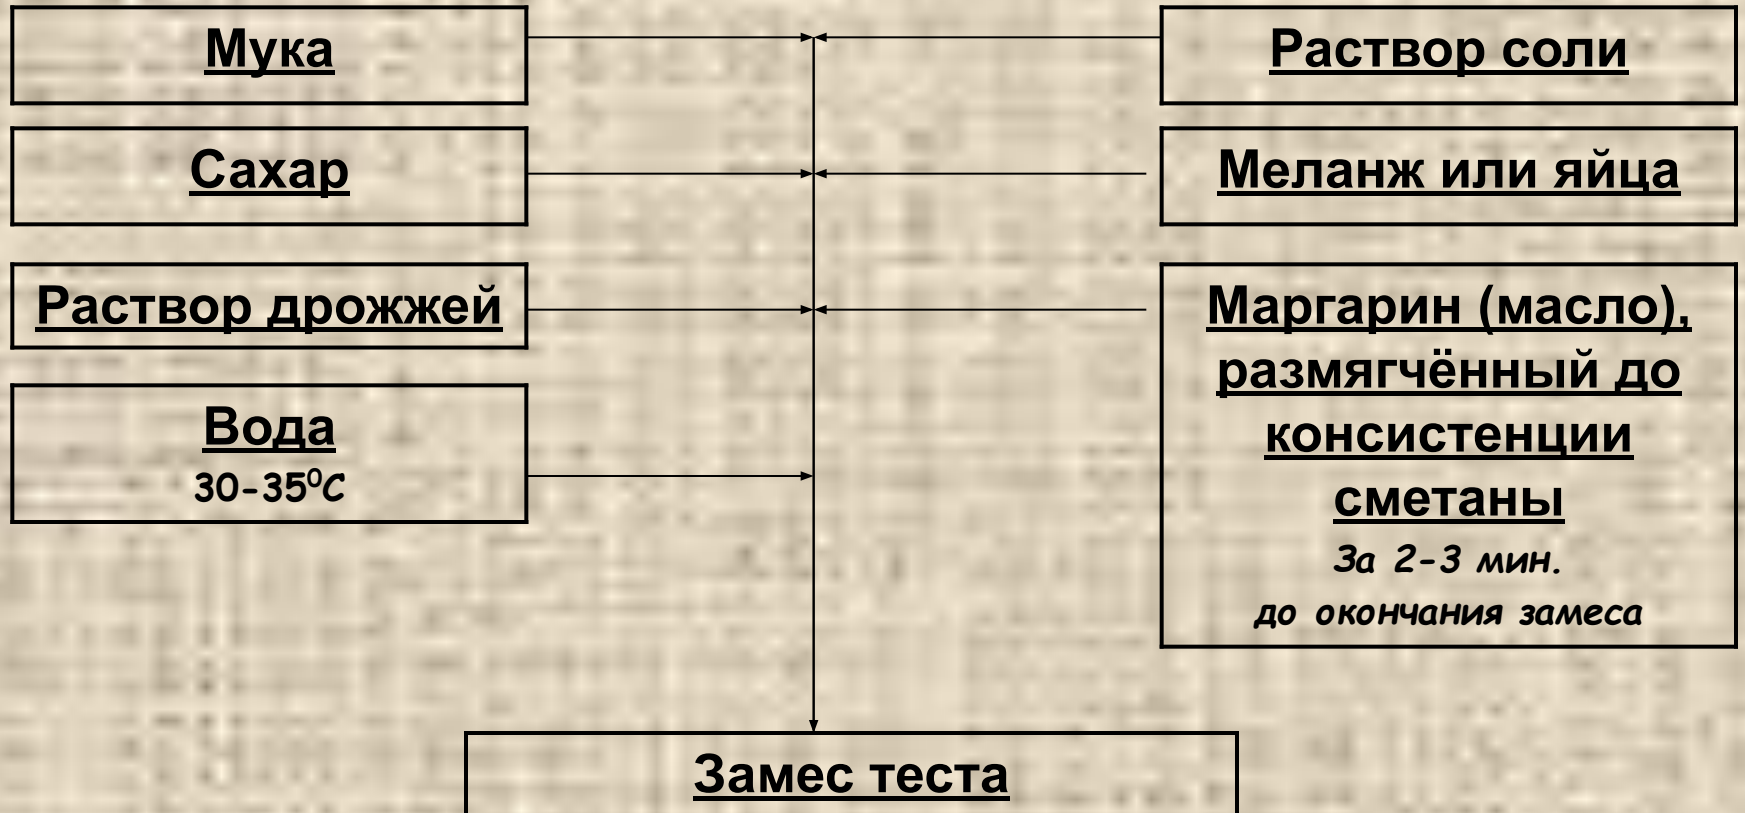 Мука
Раствор соли
Сахар
Меланж или яйца
Раствор дрожжей
Маргарин (масло),
размягчённый до
консистенции
сметаны
За 2-3 мин.
до окончания замеса
Вода
30-35⁰С
Замес теста